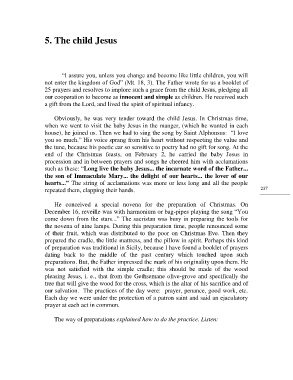 5. The child Jesus
"I assure you, unless you change and become like little children, you will
not enter the kingdom of God" (Mt. 18, 3). The Father wrote for us a booklet of
25 prayers and resolves to implore such a grace from the child Jesus, pledging all
our cooperation to become as innocent and simple as children. He received such
a gift from the Lord, and lived the spirit of spiritual infancy.
Obviously, he was very tender toward the child Jesus. In Christmas time,
when we went to visit the baby Jesus in the manger, (which he wanted in each
house), he joined us. Then we had to sing the song by Saint Alphonsus: "I love
you so much." His voice sprang from his heart without respecting the value and
the tune, because his poetic ear so sensitive to poetry had no gift for song. At the
end of the Christmas feasts, on February 2, he carried the baby Jesus in
procession and in between prayers and songs he cheered him with acclamations
such as these: "Long live the baby Jesus... the incarnate word of the Father...
the son of Immaculate Mary... the delight of our hearts... the lover of our
hearts..." The string of acclamations was more or less long and all the people
repeated them, clapping their hands.
237
He conceived a special novena for the preparation of Christmas: On
December 16, reveille was with harmonium or bag-pipes playing the song "You
come down from the stars..." The sacristan was busy in preparing the tools for
the novena of nine lamps. During this preparation time, people renounced some
of their fruit, which was distributed to the poor on Christmas Eve. Then they
prepared the cradle, the little mattress, and the pillow in spirit. Perhaps this kind
of preparation was traditional in Sicily, because I have found a booklet of prayers
dating back to the middle of the past century which touched upon such
preparations. But, the Father impressed the mark of his originality upon them. He
was not satisfied with the simple cradle; this should be made of the wood
pleasing Jesus, i. e., that from the Gethsemane olive-grove and specifically the
tree that will give the wood for the cross, which is the altar of his sacrifice and of
our salvation. The practices of the day were: prayer, penance, good work, etc.
Each day we were under the protection of a patron saint and said an ejaculatory
prayer at each act in common.
The way of preparations explained how to do the practice. Listen: